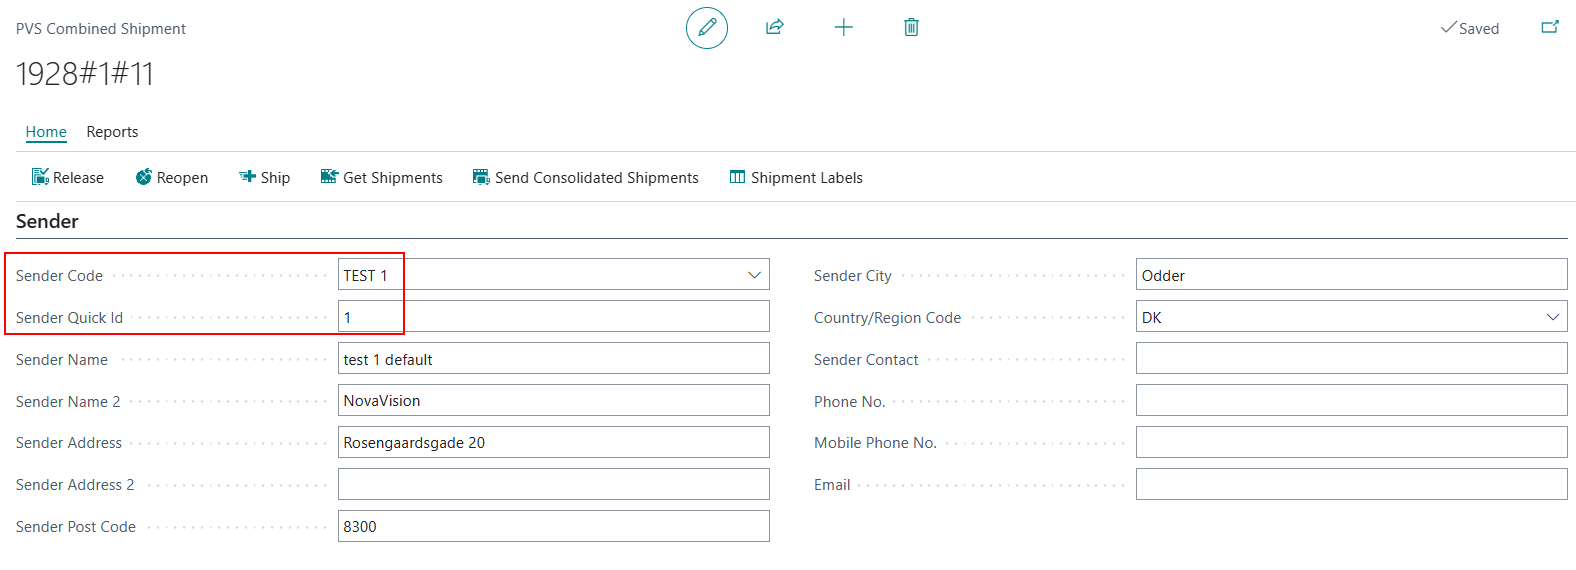 PVS Combined Shipment
Saved
1928#1#11
Home Reports
Release Reopen Ship Get Shipments Send Consolidated Shipments Shipment Labels
Sender
Sender Code TEST 1
Sender Quick Id 1
Sender Name test 1 default
Sender Name 2 NovaVision
Sender Address Rosengaardsgade 20
Sender Address 2
Sender Post Code 8300
Sender City Odder
Country/Region Code DK
Sender Contact
Phone No.
Mobile Phone No.
Email